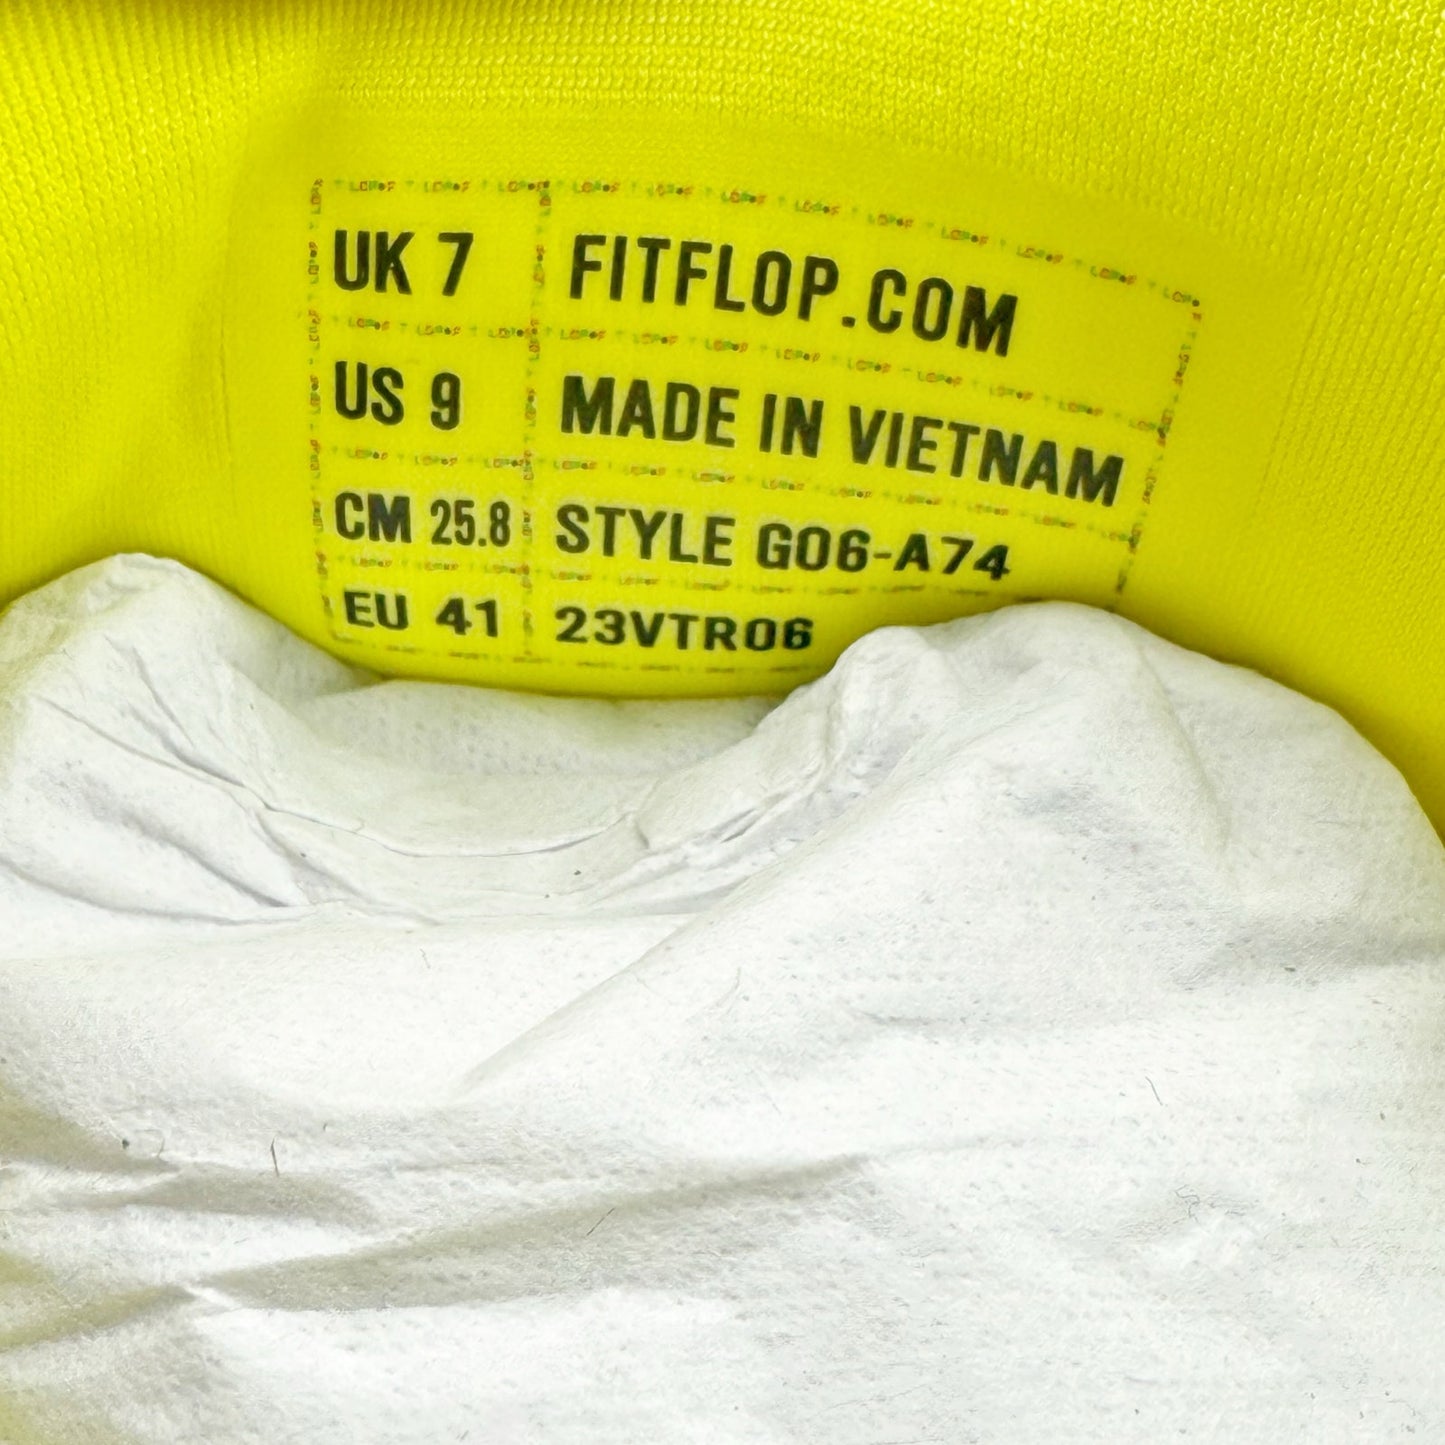 UK 7 FITFLOP.COM
US 9 MADE IN VIETNAM
CM 25.8 STYLE G06-A74
EU 41 23VTR06